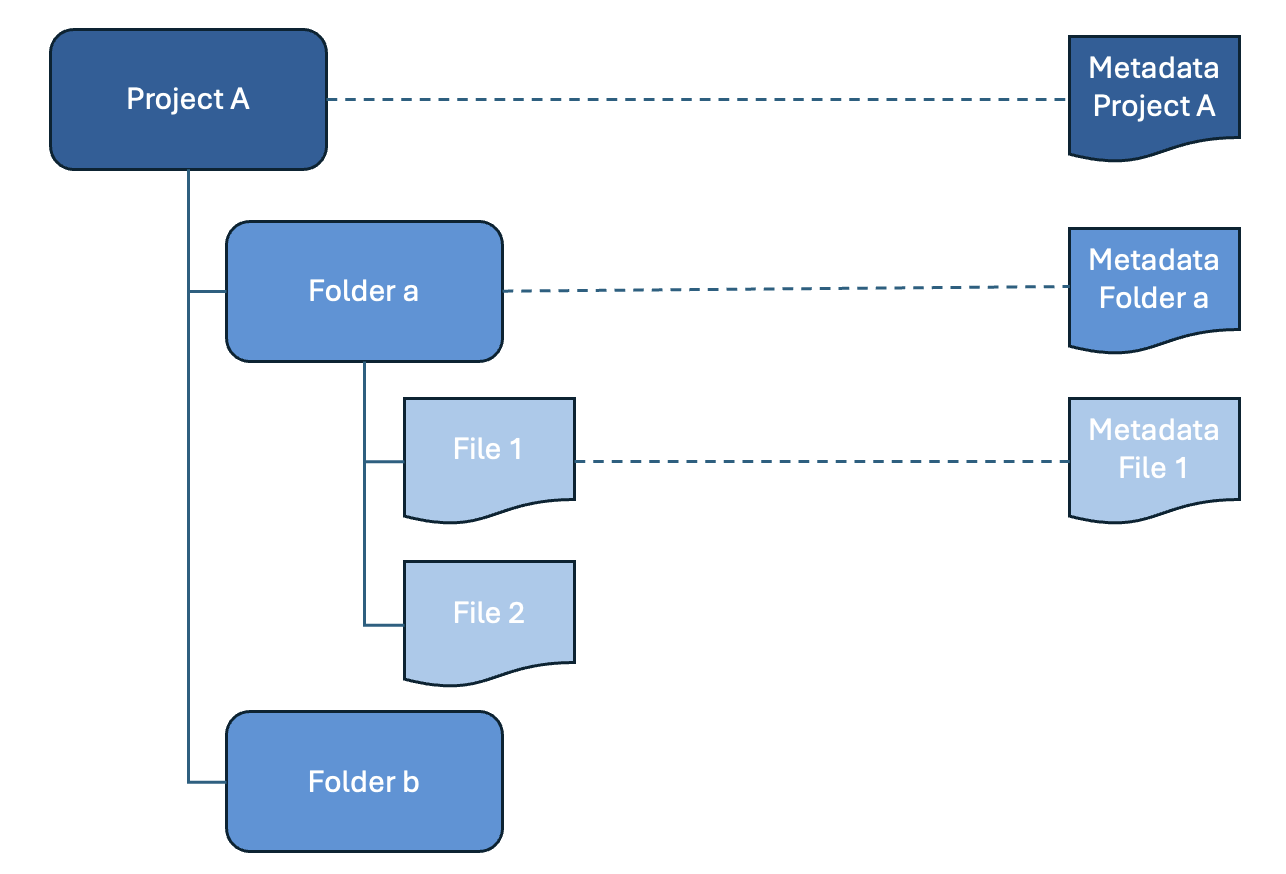 Project A
Metadata
Project A
Folder a
Metadata
Folder a
File 1
Metadata
File 1
File 2
Folder b